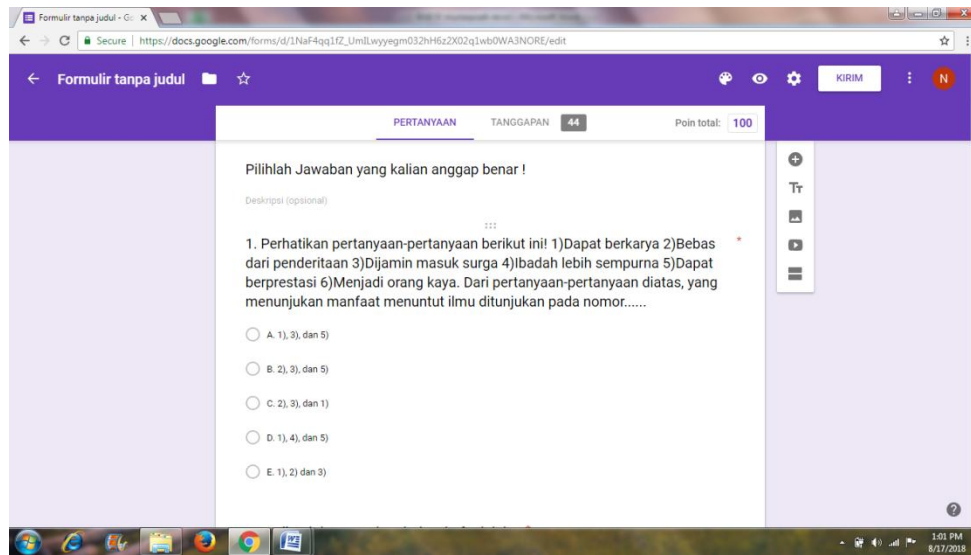 Formulir tanpa judul - Go
Secure | https://docs.google.com/forms/d/1NaF4qq1fZ_UmILwyyegm032hH6z2X02q1wb0WA3NORE/edit
Formulir tanpa judul
KIRIM
N
PERTANYAAN TANGGAPAN 44 Poin total: 100
Pilihlah Jawaban yang kalian anggap benar !
Deskripsi (opsional)
1. Perhatikan pertanyaan-pertanyaan berikut ini! 1)Dapat berkarya 2)Bebas *
dari penderitaan 3)Dijamin masuk surga 4)Ibadah lebih sempurna 5)Dapat
berprestasi 6)Menjadi orang kaya. Dari pertanyaan-pertanyaan diatas, yang
menunjukan manfaat menuntut ilmu ditunjukan pada nomor......
A. 1), 3), dan 5)
B. 2), 3), dan 5)
C. 2), 3), dan 1)
D. 1), 4), dan 5)
E. 1), 2) dan 3)
1:01 PM
8/17/2018